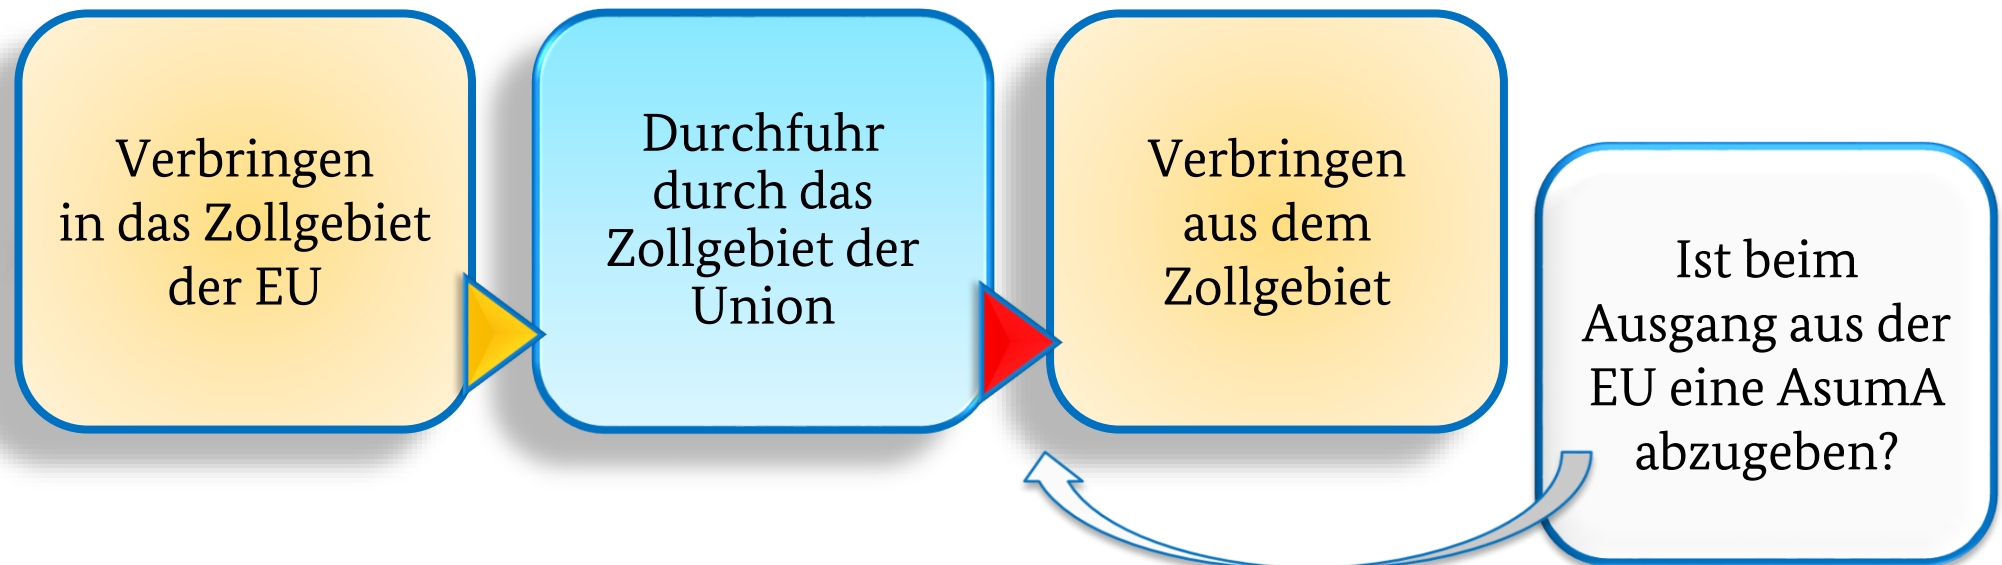 Verbringen
in das Zollgebiet
der EU
Durchfuhr
durch das
Zollgebiet der
Union
Verbringen
aus dem
Zollgebiet
Ist beim
Ausgang aus der
EU eine AsumA
abzugeben?